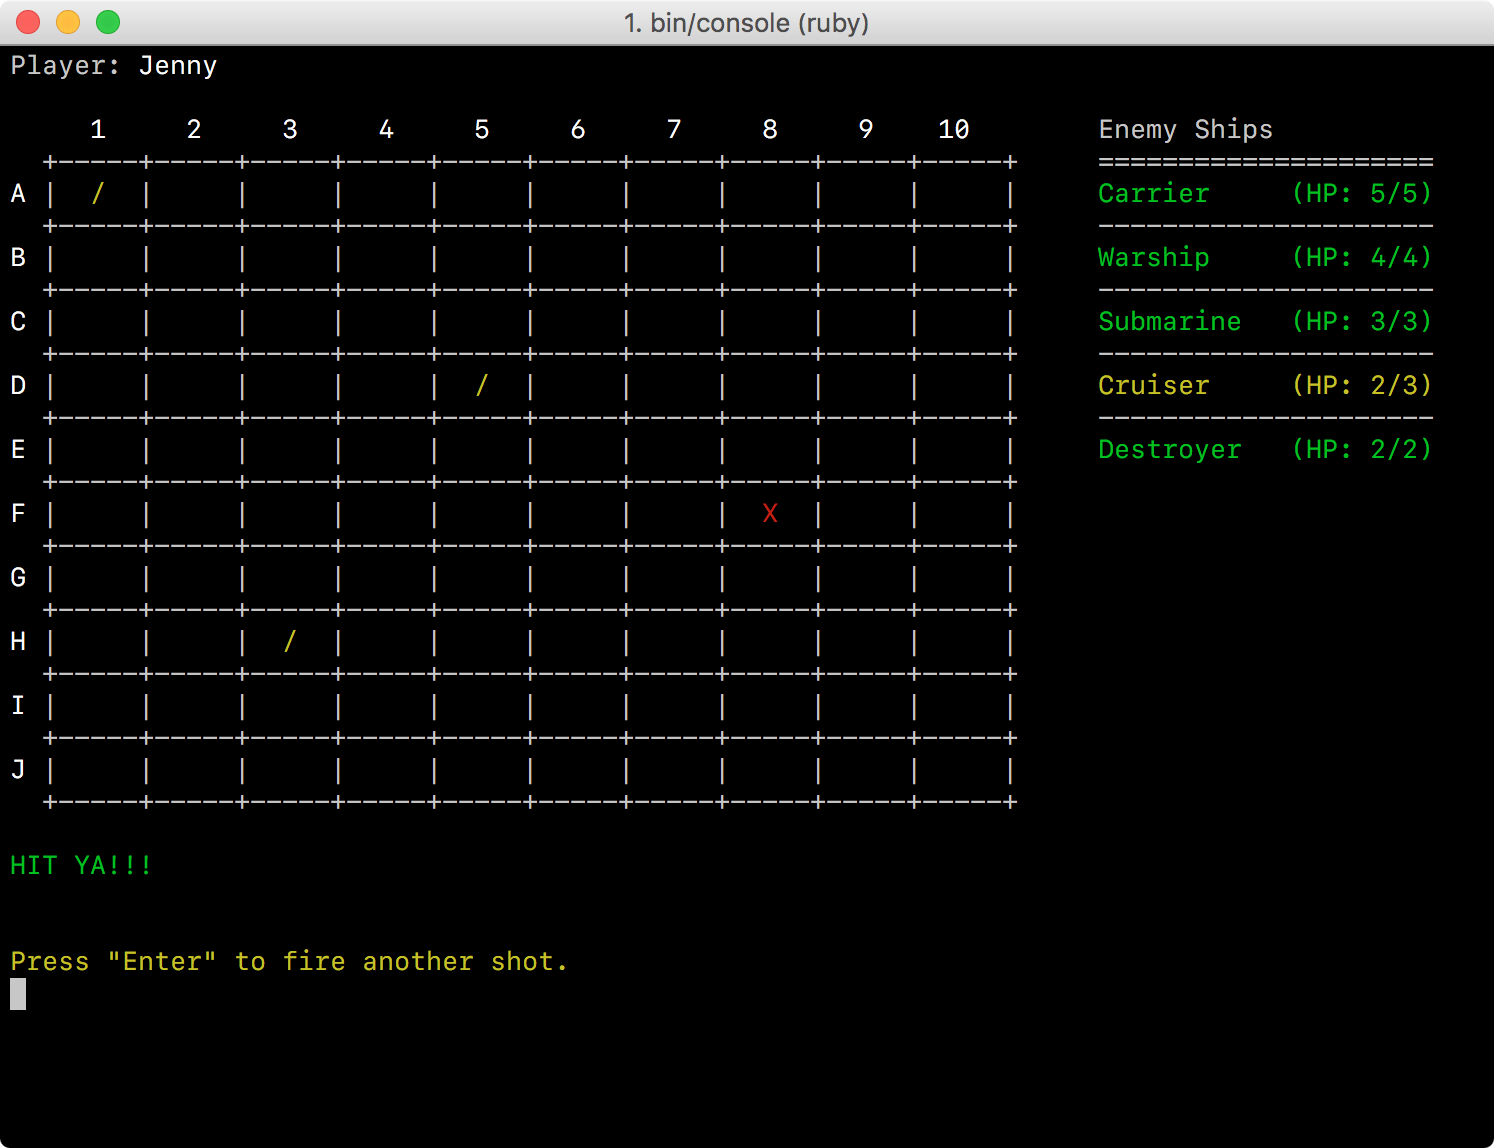 1. bin/console (ruby)
Player: Jenny
     1     2     3     4     5     6     7     8     9     10        Enemy Ships
  +-----+-----+-----+-----+-----+-----+-----+-----+-----+-----+     =====================
A |  /  |     |     |     |     |     |     |     |     |     |     Carrier     (HP: 5/5)
  +-----+-----+-----+-----+-----+-----+-----+-----+-----+-----+     ---------------------
B |     |     |     |     |     |     |     |     |     |     |     Warship     (HP: 4/4)
  +-----+-----+-----+-----+-----+-----+-----+-----+-----+-----+     ---------------------
C |     |     |     |     |     |     |     |     |     |     |     Submarine   (HP: 3/3)
  +-----+-----+-----+-----+-----+-----+-----+-----+-----+-----+     ---------------------
D |     |     |     |     |  /  |     |     |     |     |     |     Cruiser     (HP: 2/3)
  +-----+-----+-----+-----+-----+-----+-----+-----+-----+-----+     ---------------------
E |     |     |     |     |     |     |     |     |     |     |     Destroyer   (HP: 2/2)
  +-----+-----+-----+-----+-----+-----+-----+-----+-----+-----+
F |     |     |     |     |     |     |     |  X  |     |     |
  +-----+-----+-----+-----+-----+-----+-----+-----+-----+-----+
G |     |     |     |     |     |     |     |     |     |     |
  +-----+-----+-----+-----+-----+-----+-----+-----+-----+-----+
H |     |     |  /  |     |     |     |     |     |     |     |
  +-----+-----+-----+-----+-----+-----+-----+-----+-----+-----+
I |     |     |     |     |     |     |     |     |     |     |
  +-----+-----+-----+-----+-----+-----+-----+-----+-----+-----+
J |     |     |     |     |     |     |     |     |     |     |
  +-----+-----+-----+-----+-----+-----+-----+-----+-----+-----+
HIT YA!!!
Press "Enter" to fire another shot.